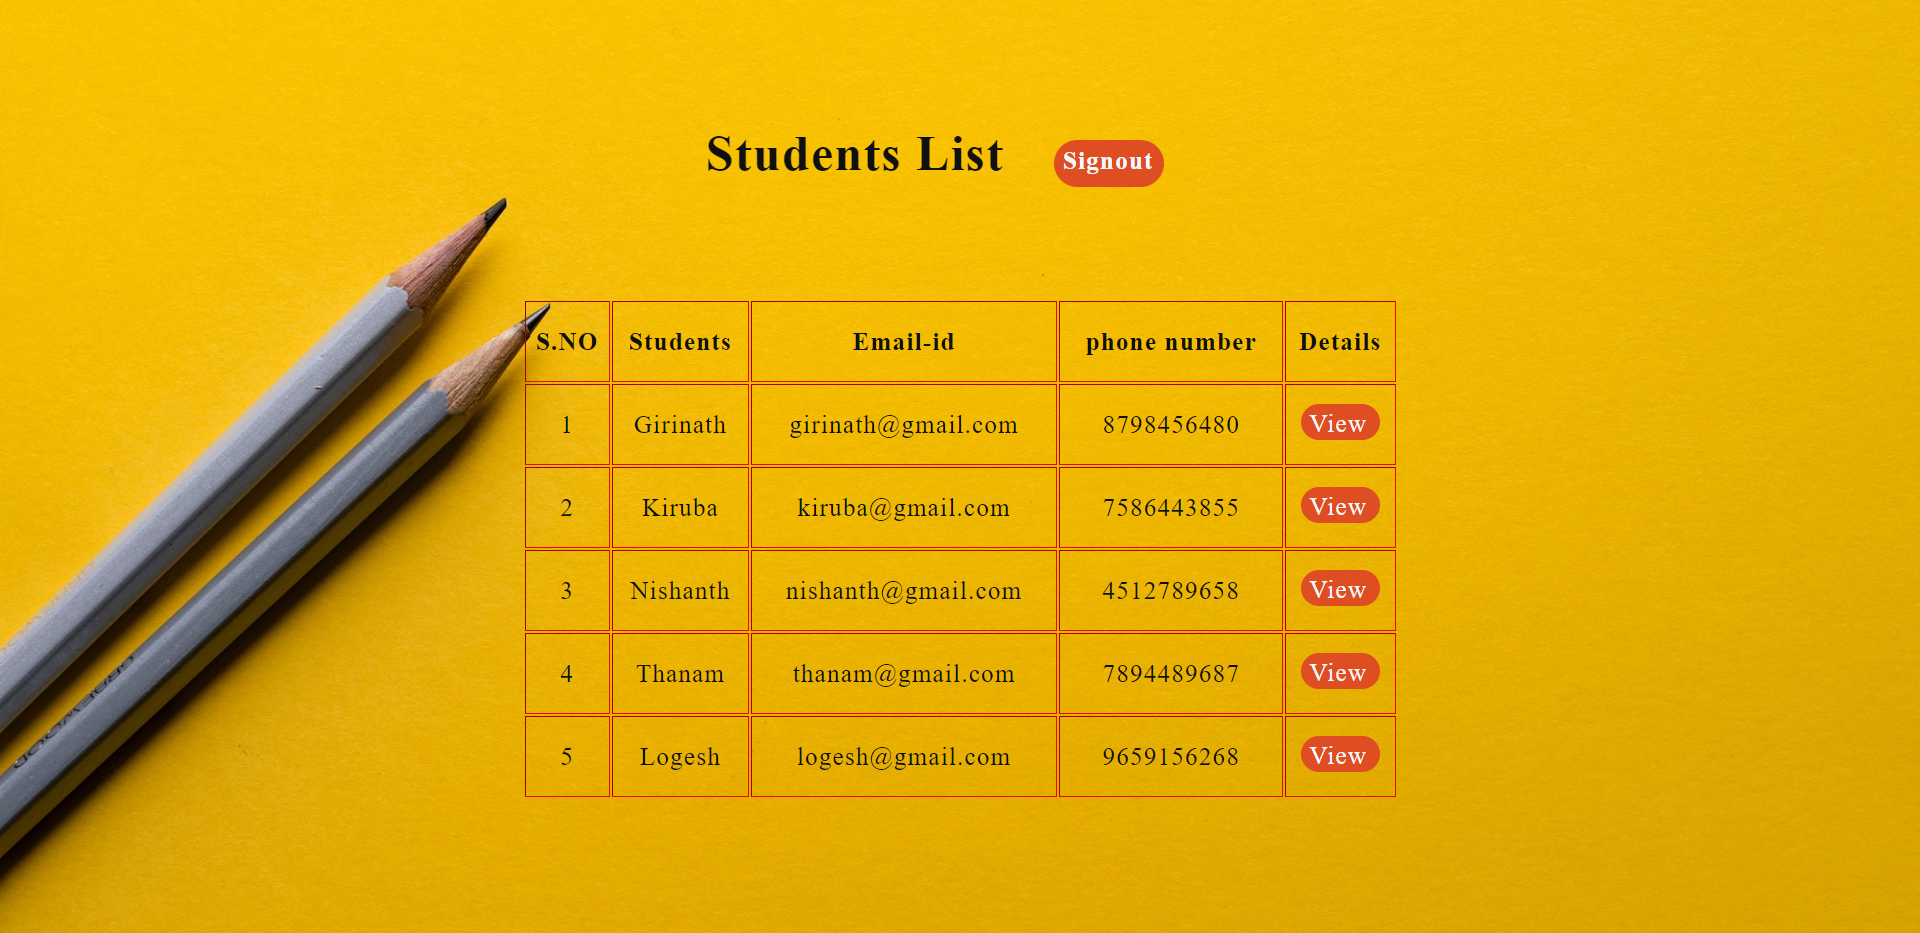 Students List Signout
S.NO Students Email-id phone number Details
1 Girinath girinath@gmail.com 8798456480 View
2 Kiruba kiruba@gmail.com 7586443855 View
3 Nishanth nishanth@gmail.com 4512789658 View
4 Thanam thanam@gmail.com 7894489687 View
5 Logesh logesh@gmail.com 9659156268 View